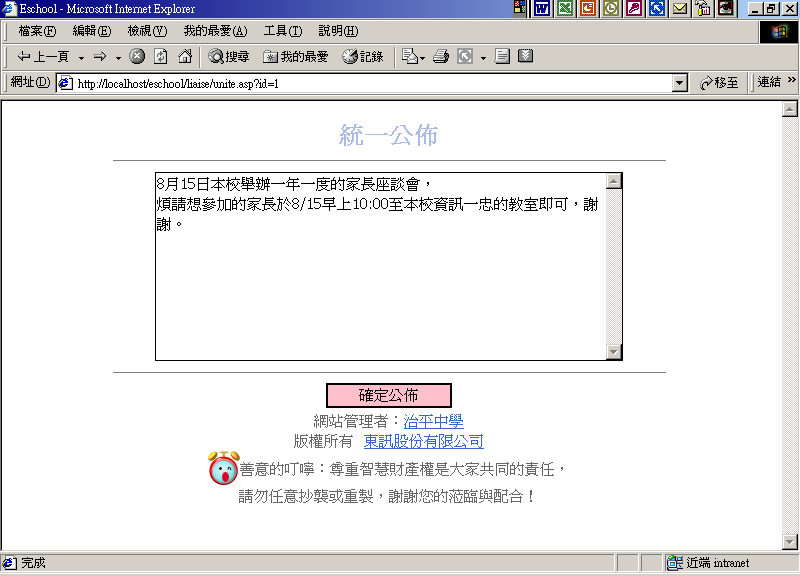 Eschool - Microsoft Internet Explorer
檔案(F) 編輯(E) 檢視(V) 我的最愛(A) 工具(T) 說明(H)
上一頁 搜尋 我的最愛 記錄
網址(D) http://localhost/eschool/liaise/unite.asp?id=1 移至 連結 »
統一公佈
8月15日本校舉辦一年一度的家長座談會，
煩請想參加的家長於8/15早上10:00至本校資訊一忠的教室即可，謝
謝。
確定公佈
網站管理者：治平中學
版權所有 東訊股份有限公司
善意的叮嚀：尊重智慧財產權是大家共同的責任，
請勿任意抄襲或重製，謝謝您的蒞臨與配合！
完成 近端 intranet